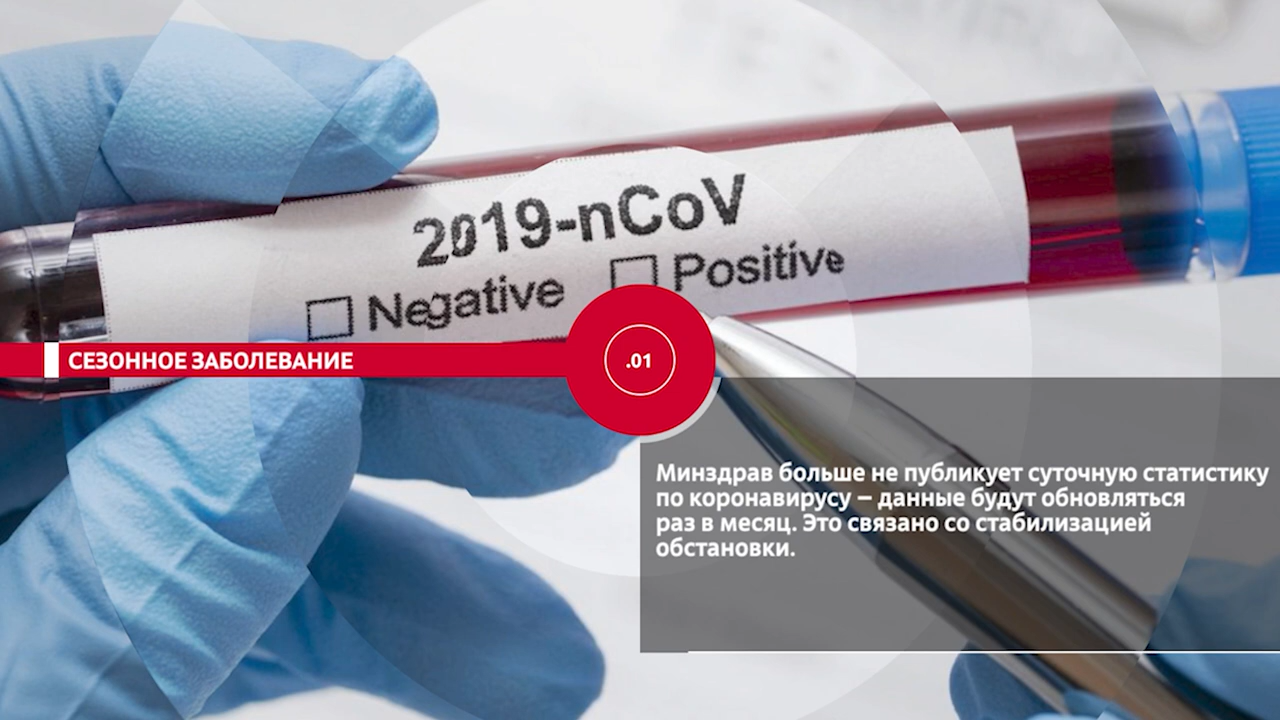 2019-nCoV
Negative
Positive
СЕЗОННОЕ ЗАБОЛЕВАНИЕ
.01
Минздрав больше не публикует суточную статистику
по коронавирусу – данные будут обновляться
раз в месяц. Это связано со стабилизацией
обстановки.